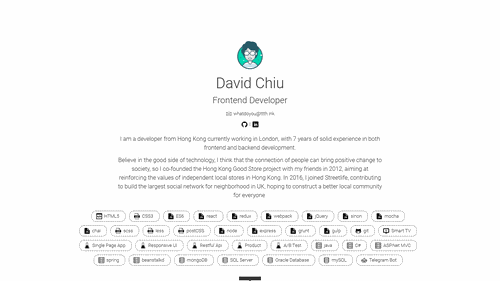 David Chiu
Frontend Developer
I am a developer from Hong Kong currently working in London, with 7 years of solid experience in both
frontend and backend development.
Believe in the good side of technology, I think that the connection of people can bring positive change to
society, so I co-founded the Hong Kong Good Store project with my friends in 2012, aiming at
reinforcing the values of independent local stores in Hong Kong. In 2016, I joined Streetlife, contributing
to build the largest social network for neighborhood in UK, hoping to construct a better local community
for everyone
HTML5 CSS3 ES6 react redux webpack jQuery sinon mocha
chai scss less postCSS node express grunt gulp git Smart TV
Single Page App Responsive UI Restful Api Product A/B Test java C# ASP.Net MVC
spring beanstalkd mongoDB SQL Server Oracle Database mySQL Telegram Bot